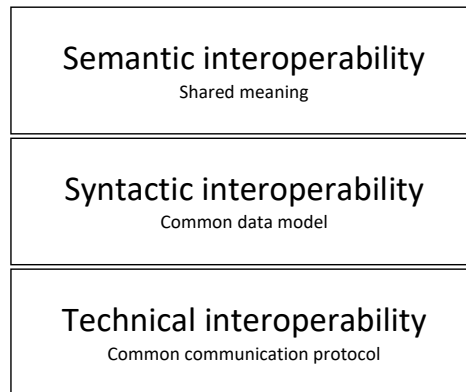 Semantic interoperability
Shared meaning
Syntactic interoperability
Common data model
Technical interoperability
Common communication protocol